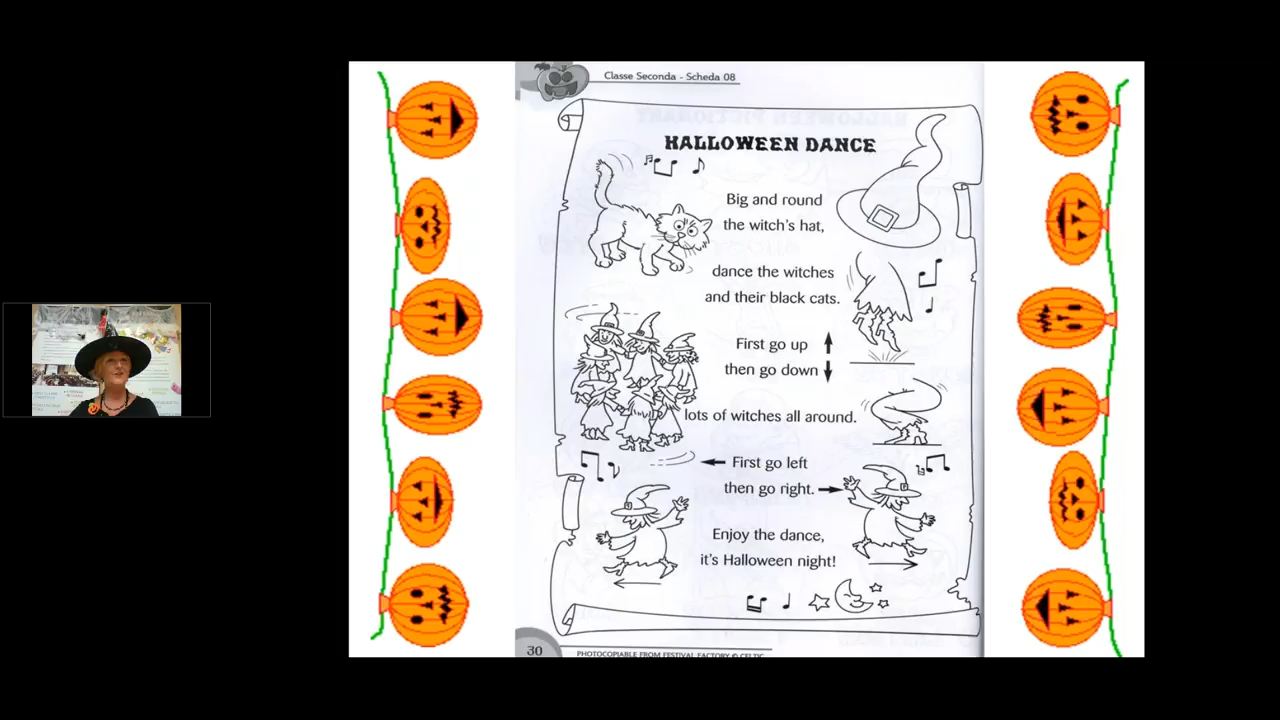 Classe Seconda - Scheda 08
HALLOWEEN DANCE
Big and round
the witch's hat,
dance the witches
and their black cats.
First go up
then go down
lots of witches all around.
First go left
then go right.
Enjoy the dance,
it's Halloween night!
30
PHOTOCOPIABLE FROM FESTIVAL FACTORY © CELTIC